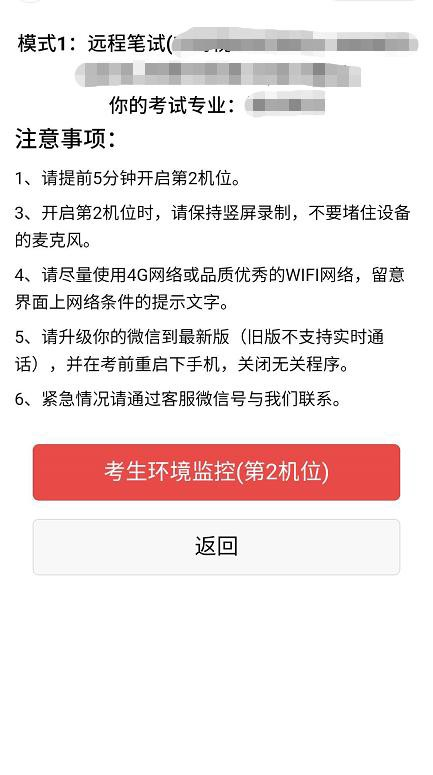 模式1：远程笔试(
你的考试专业：
注意事项：
1、请提前5分钟开启第2机位。
3、开启第2机位时，请保持竖屏录制，不要堵住设备
的麦克风。
4、请尽量使用4G网络或品质优秀的WIFI网络，留意
界面上网络条件的提示文字。
5、请升级你的微信到最新版（旧版不支持实时通
话），并在考前重启下手机，关闭无关程序。
6、紧急情况请通过客服微信号与我们联系。
考生环境监控(第2机位)
返回